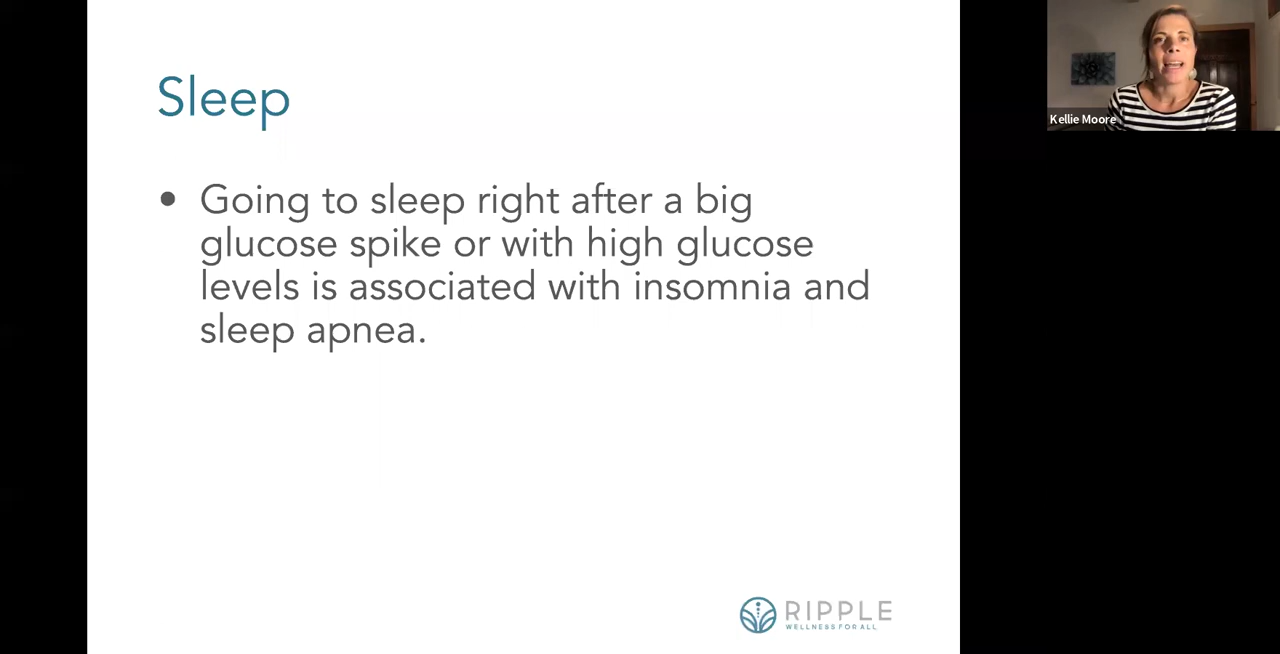 Sleep
• Going to sleep right after a big
glucose spike or with high glucose
levels is associated with insomnia and
sleep apnea.
Kellie Moore
RIPPLE
WELLNESS FOR ALL